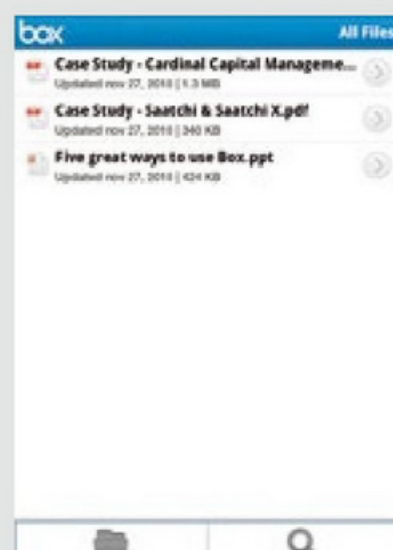 box
All Files
Case Study - Cardinal Capital Manageme...
Updated nov 27, 2010 | 1.3 MB
Case Study - Saatchi & Saatchi X.pdf
Updated nov 27, 2010 | 340 KB
Five great ways to use Box.ppt
Updated nov 27, 2010 | 424 KB